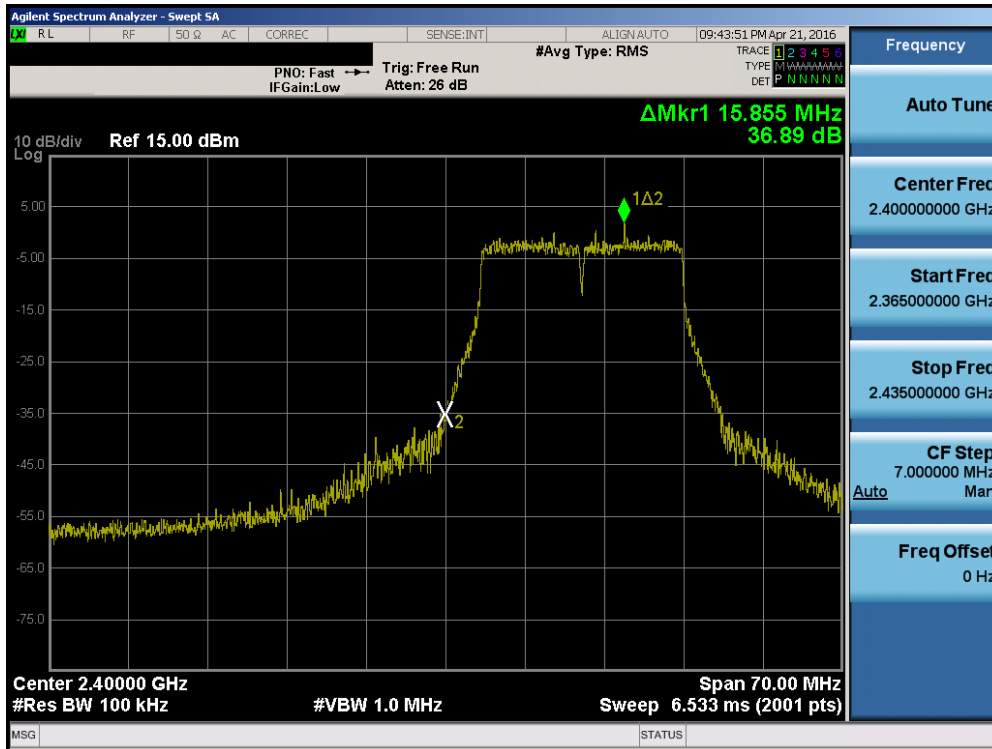 Agilent Spectrum Analyzer - Swept SA
LXI RL RF 50 Ω AC CORREC SENSE:INT ALIGN AUTO 09:43:51 PM Apr 21, 2016
#Avg Type: RMS TRACE 1 2 3 4 5 6
PNO: Fast Trig: Free Run TYPE M WWWWW
IFGain:Low Atten: 26 dB DET P N N N N N
ΔMkr1 15.855 MHz
36.89 dB
10 dB/div Ref 15.00 dBm
Log
5.00
-5.00
-15.0
-25.0
-35.0
-45.0
-55.0
-65.0
-75.0
1Δ2
2
Center 2.40000 GHz Span 70.00 MHz
#Res BW 100 kHz #VBW 1.0 MHz Sweep 6.533 ms (2001 pts)
MSG STATUS
Frequency
Auto Tune
Center Freq
2.400000000 GHz
Start Freq
2.365000000 GHz
Stop Freq
2.435000000 GHz
CF Step
7.000000 MHz
Auto Man
Freq Offset
0 Hz